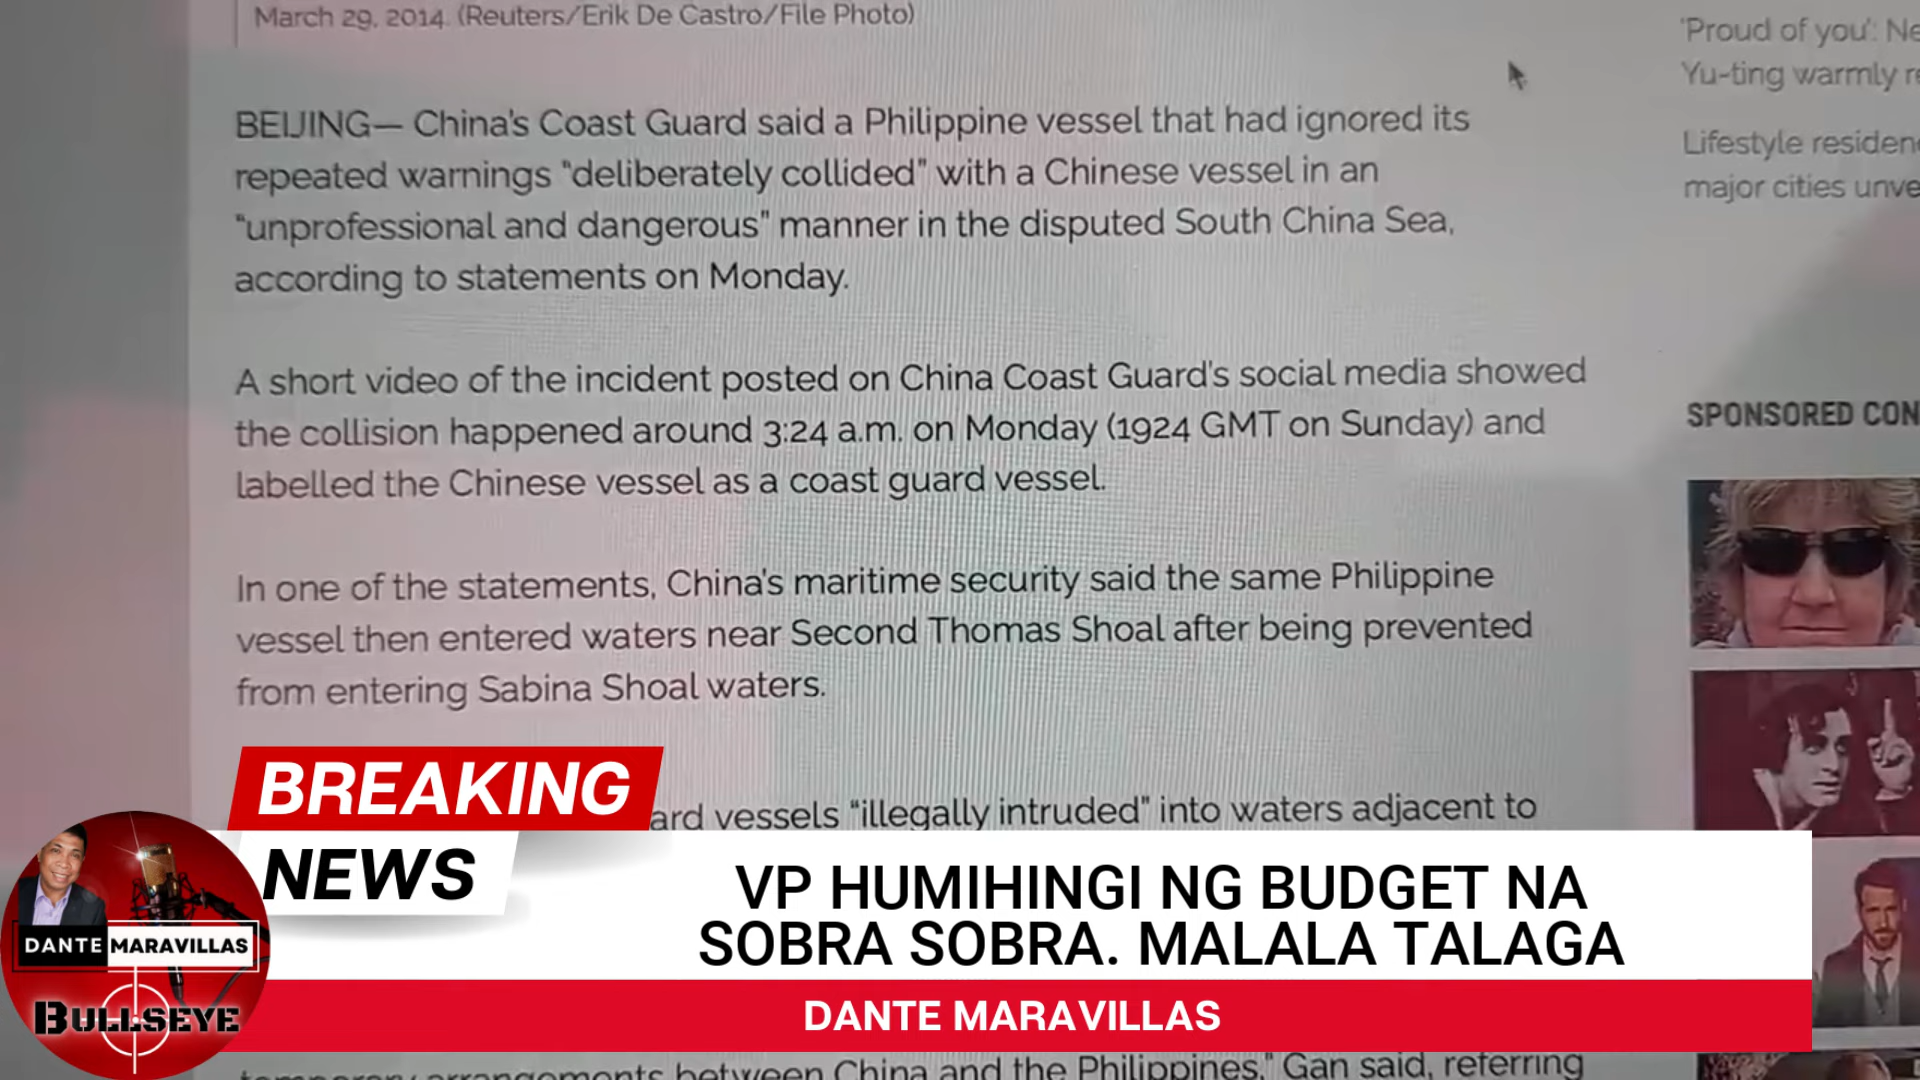 March 29, 2014. (Reuters/Erik De Castro/File Photo)
BEIJING— China's Coast Guard said a Philippine vessel that had ignored its
repeated warnings "deliberately collided" with a Chinese vessel in an
"unprofessional and dangerous" manner in the disputed South China Sea,
according to statements on Monday.
A short video of the incident posted on China Coast Guard's social media showed
the collision happened around 3:24 a.m. on Monday (1924 GMT on Sunday) and
labelled the Chinese vessel as a coast guard vessel.
In one of the statements, China's maritime security said the same Philippine
vessel then entered waters near Second Thomas Shoal after being prevented
from entering Sabina Shoal waters.
vessels "illegally intruded" into waters adjacent to
between China and the Philippines," Gan said, referring
'Proud of you':
Yu-ting warmly
Lifestyle
major cities
SPONSORED
BREAKING
NEWS
VP HUMIHINGI NG BUDGET NA
SOBRA SOBRA. MALALA TALAGA
DANTE MARAVILLAS
DANTE MARAVILLAS
BULLSEYE